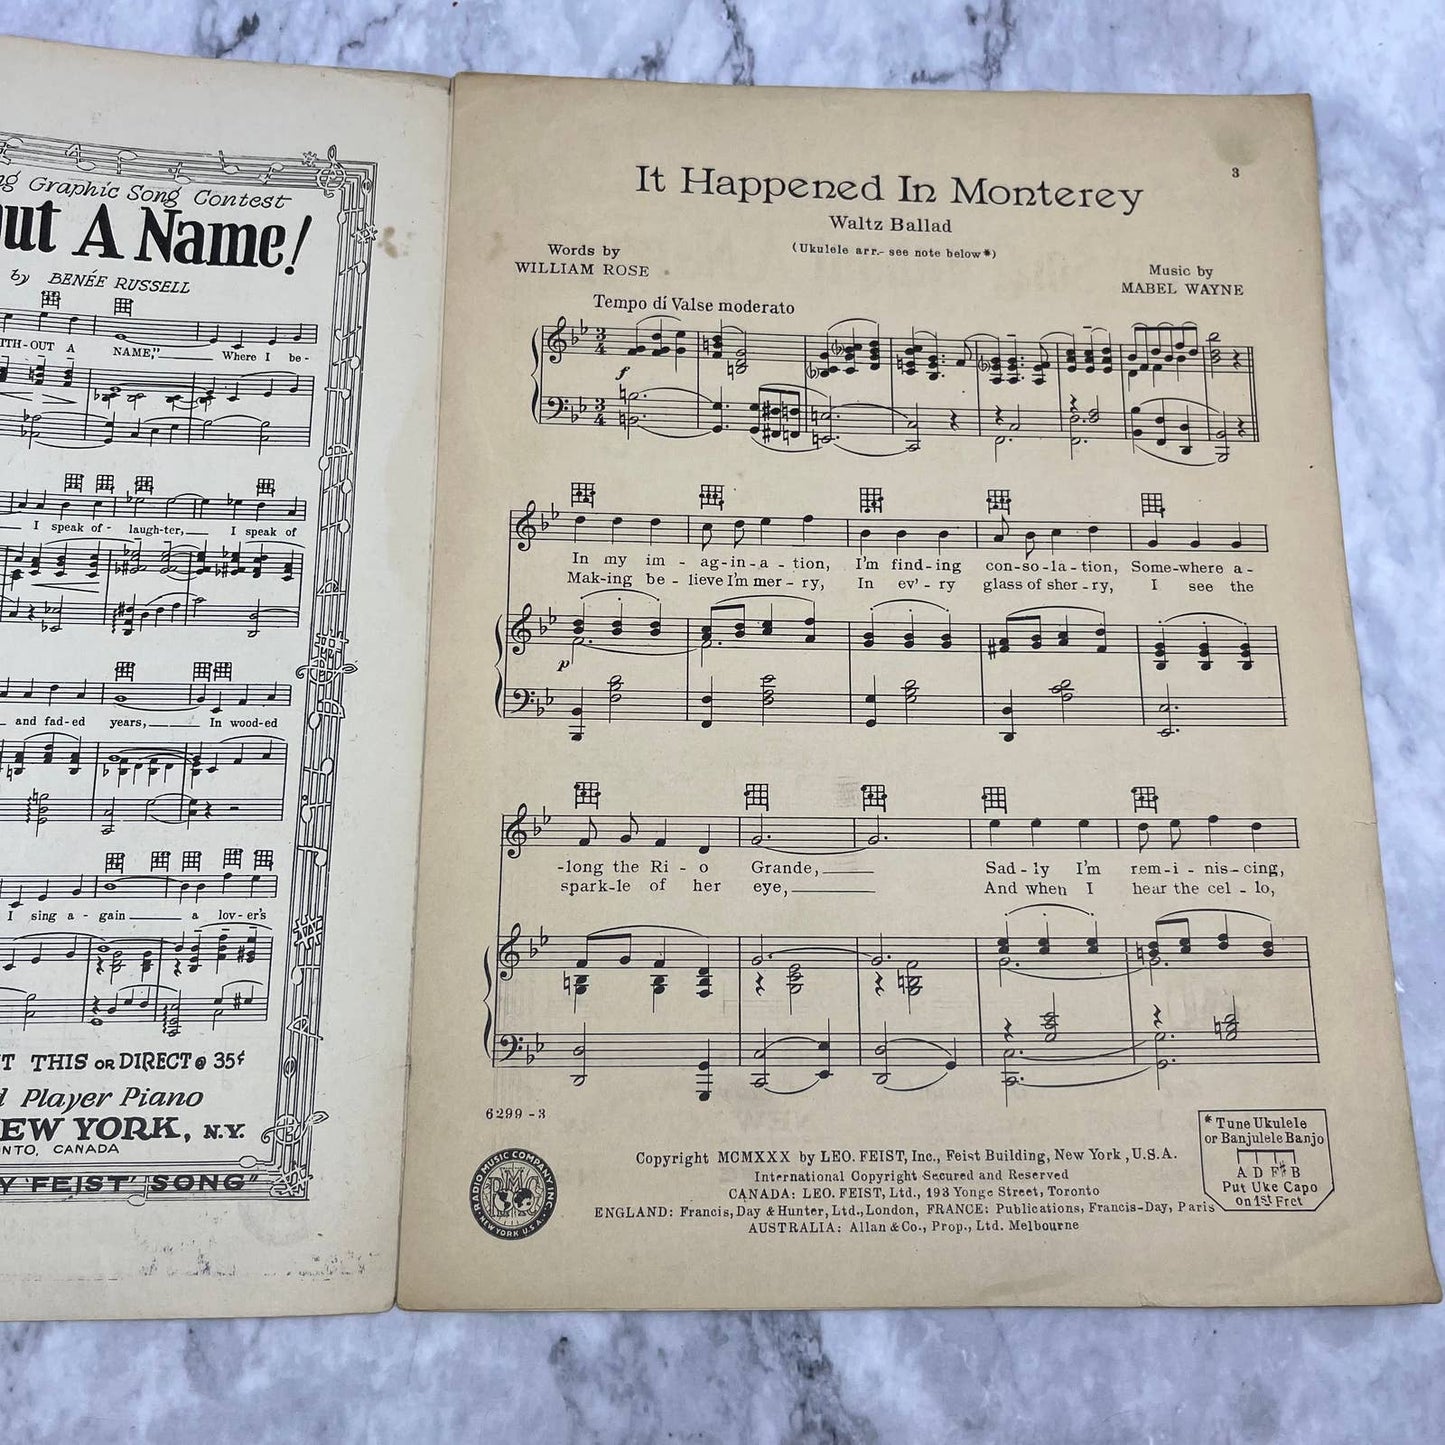 Graphic Song Contest
A Name!
by BENÉE RUSSELL
A NAME,” Where I be-
I speak of- laugh-ter, I speak of
and fad-ed years, In wood-ed
I sing a-gain a lov-er's
THIS OR DIRECT @ 35¢
Player Piano
NEW YORK, N.Y.
CANADA
'FEIST' SONG"
3
It Happened In Monterey
Waltz Ballad
(Ukulele arr.- see note below*)
Words by
WILLIAM ROSE
Music by
MABEL WAYNE
Tempo di Valse moderato
f
In my im-ag-in-a-tion, I'm find-ing con-so-la-tion, Some-where a-
Mak-ing be-lieve I'm mer-ry, In ev'-ry glass of sher-ry, I see the
p
-long the Ri-o Grande, Sad-ly I'm rem-i-nis-cing,
spark-le of her eye, And when I hear the cel-lo,
6299-3
RADIO MUSIC COMPANY INC.
RMC
NEW YORK U.S.A.
Copyright MCMXXX by LEO. FEIST, Inc., Feist Building, New York, U.S.A.
International Copyright Secured and Reserved
CANADA: LEO. FEIST, Ltd., 193 Yonge Street, Toronto
ENGLAND: Francis, Day & Hunter, Ltd., London, FRANCE: Publications, Francis-Day, Paris
AUSTRALIA: Allan & Co., Prop., Ltd. Melbourne
*Tune Ukulele
or Banjulele Banjo
A D F# B
Put Uke Capo
on 1st Fret